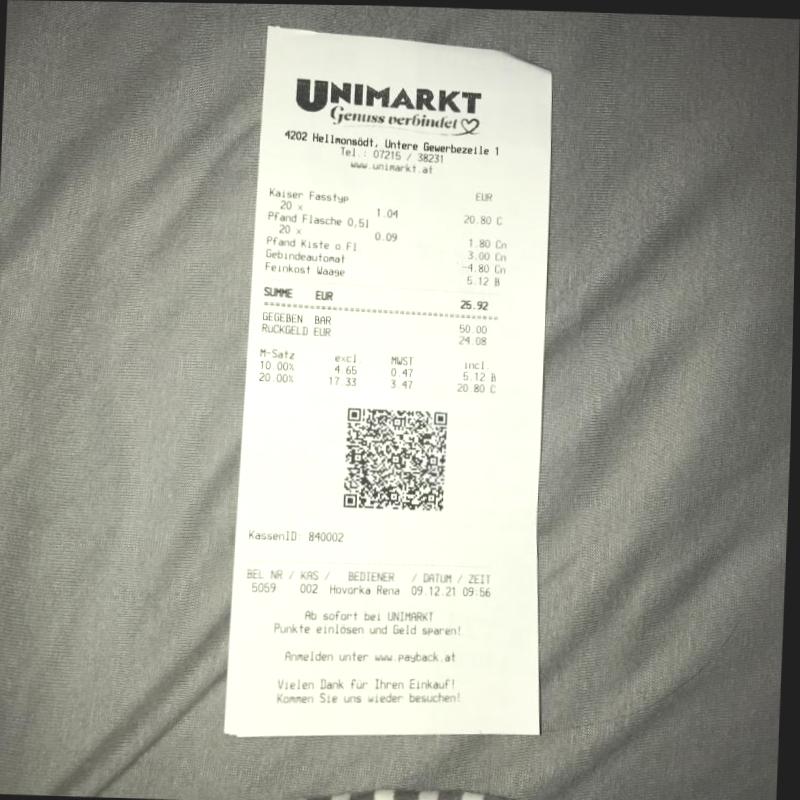 UNIMARKT
Genuss verbindet
4202 Hellmonsödt, Untere Gewerbezeile 1
Tel.: 07215 / 38231
www.unimarkt.at
EUR
Kaiser Fasstyp
20 x 1.04 20.80 C
Pfand Flasche 0,5l
20 x 0.09 1.80 Cn
Pfand Kiste o Fl 3.00 Cn
Gebindeautomat -4.80 Cn
Feinkost Waage 5.12 B
SUMME EUR 25.92
GEGEBEN BAR 50.00
RÜCKGELD EUR 24.08
M-Satz excl. MWST incl.
10.00% 4.65 0.47 5.12 B
20.00% 17.33 3.47 20.80 C
KassenID: 840002
BEL NR / KAS / BEDIENER / DATUM / ZEIT
5059 002 Hovorka Rena 09.12.21 09:56
Ab sofort bei UNIMARKT
Punkte einlösen und Geld sparen!
Anmelden unter www.payback.at
Vielen Dank für Ihren Einkauf!
Kommen Sie uns wieder besuchen!